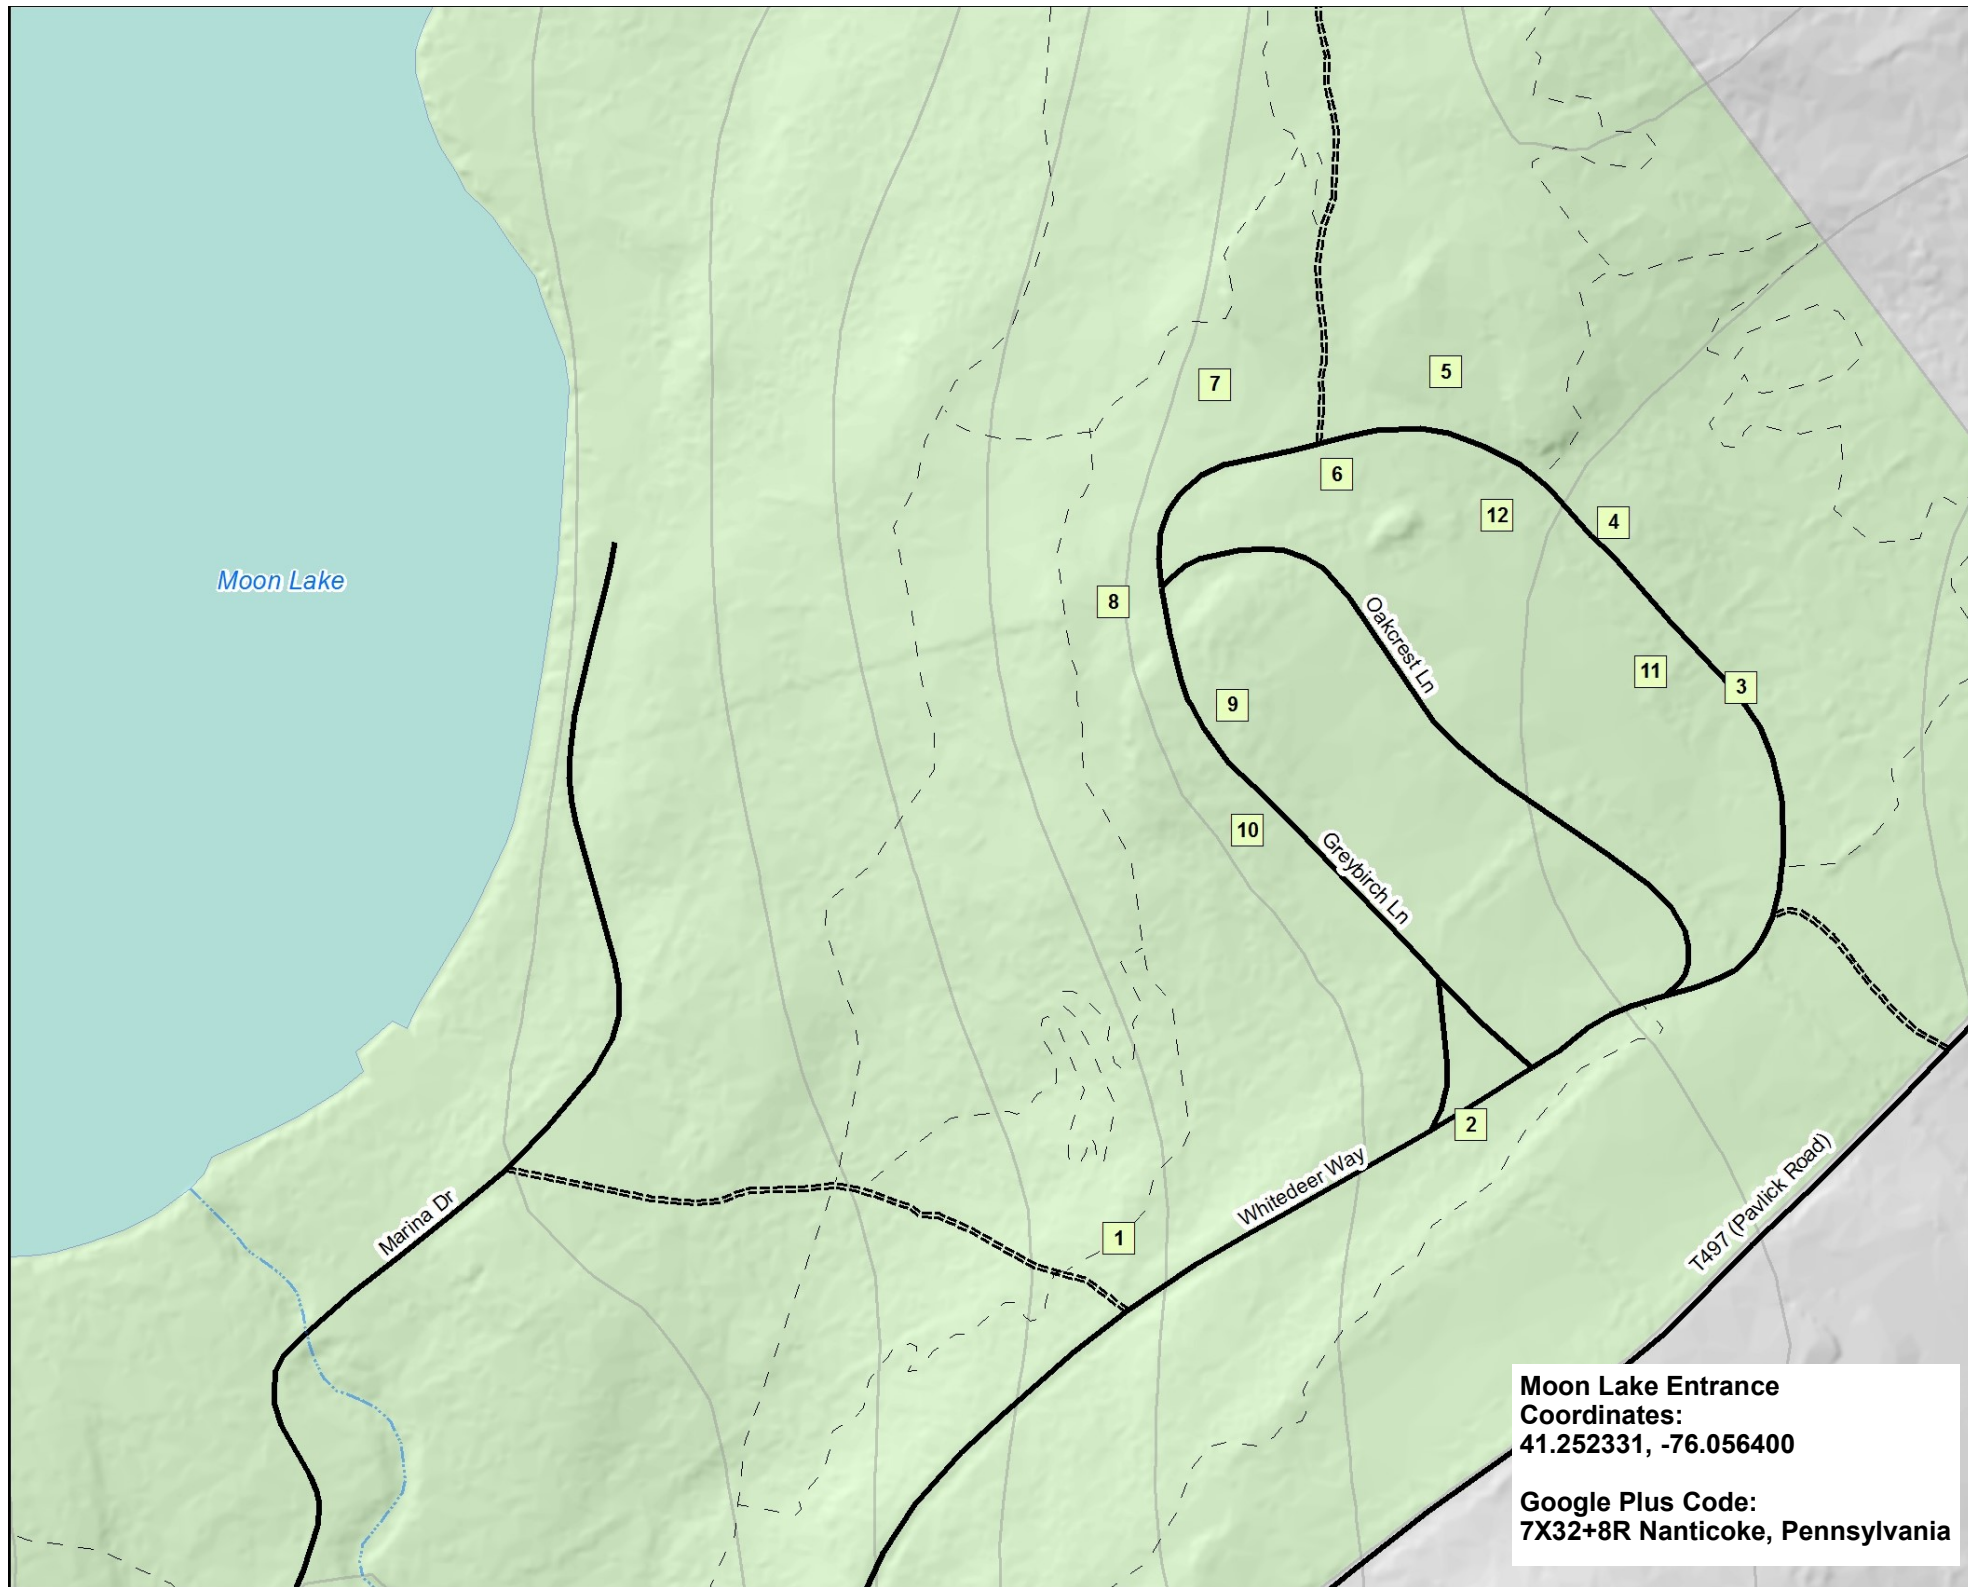 5
7
6
12
4
Moon Lake
8
Oakcrest Ln
11
3
9
10
Greybirch Ln
2
Whitedeer Way
Marina Dr
1
T497 (Pavlick Road)
Moon Lake Entrance
Coordinates:
41.252331, -76.056400
Google Plus Code:
7X32+8R Nanticoke, Pennsylvania